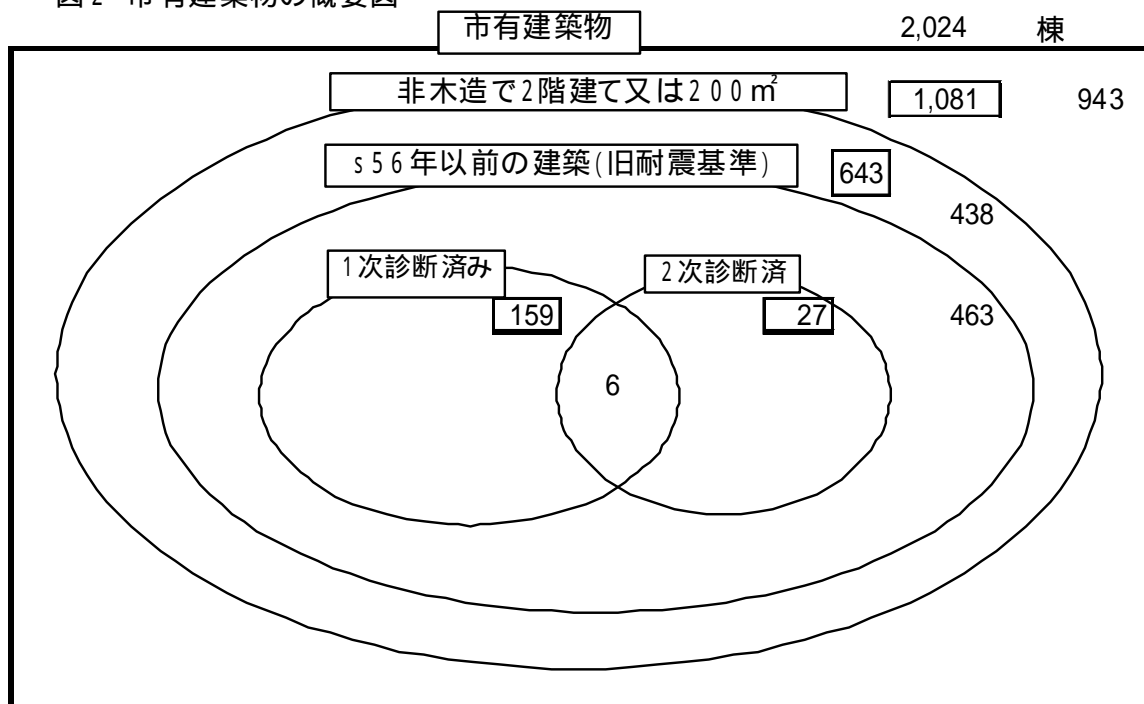 図2 市有建築物の概要図
市有建築物 2,024 棟
非木造で2階建て又は200㎡ 1,081 943
s56年以前の建築(旧耐震基準) 643
438
1次診断済み 2次診断済
159 27 463
6